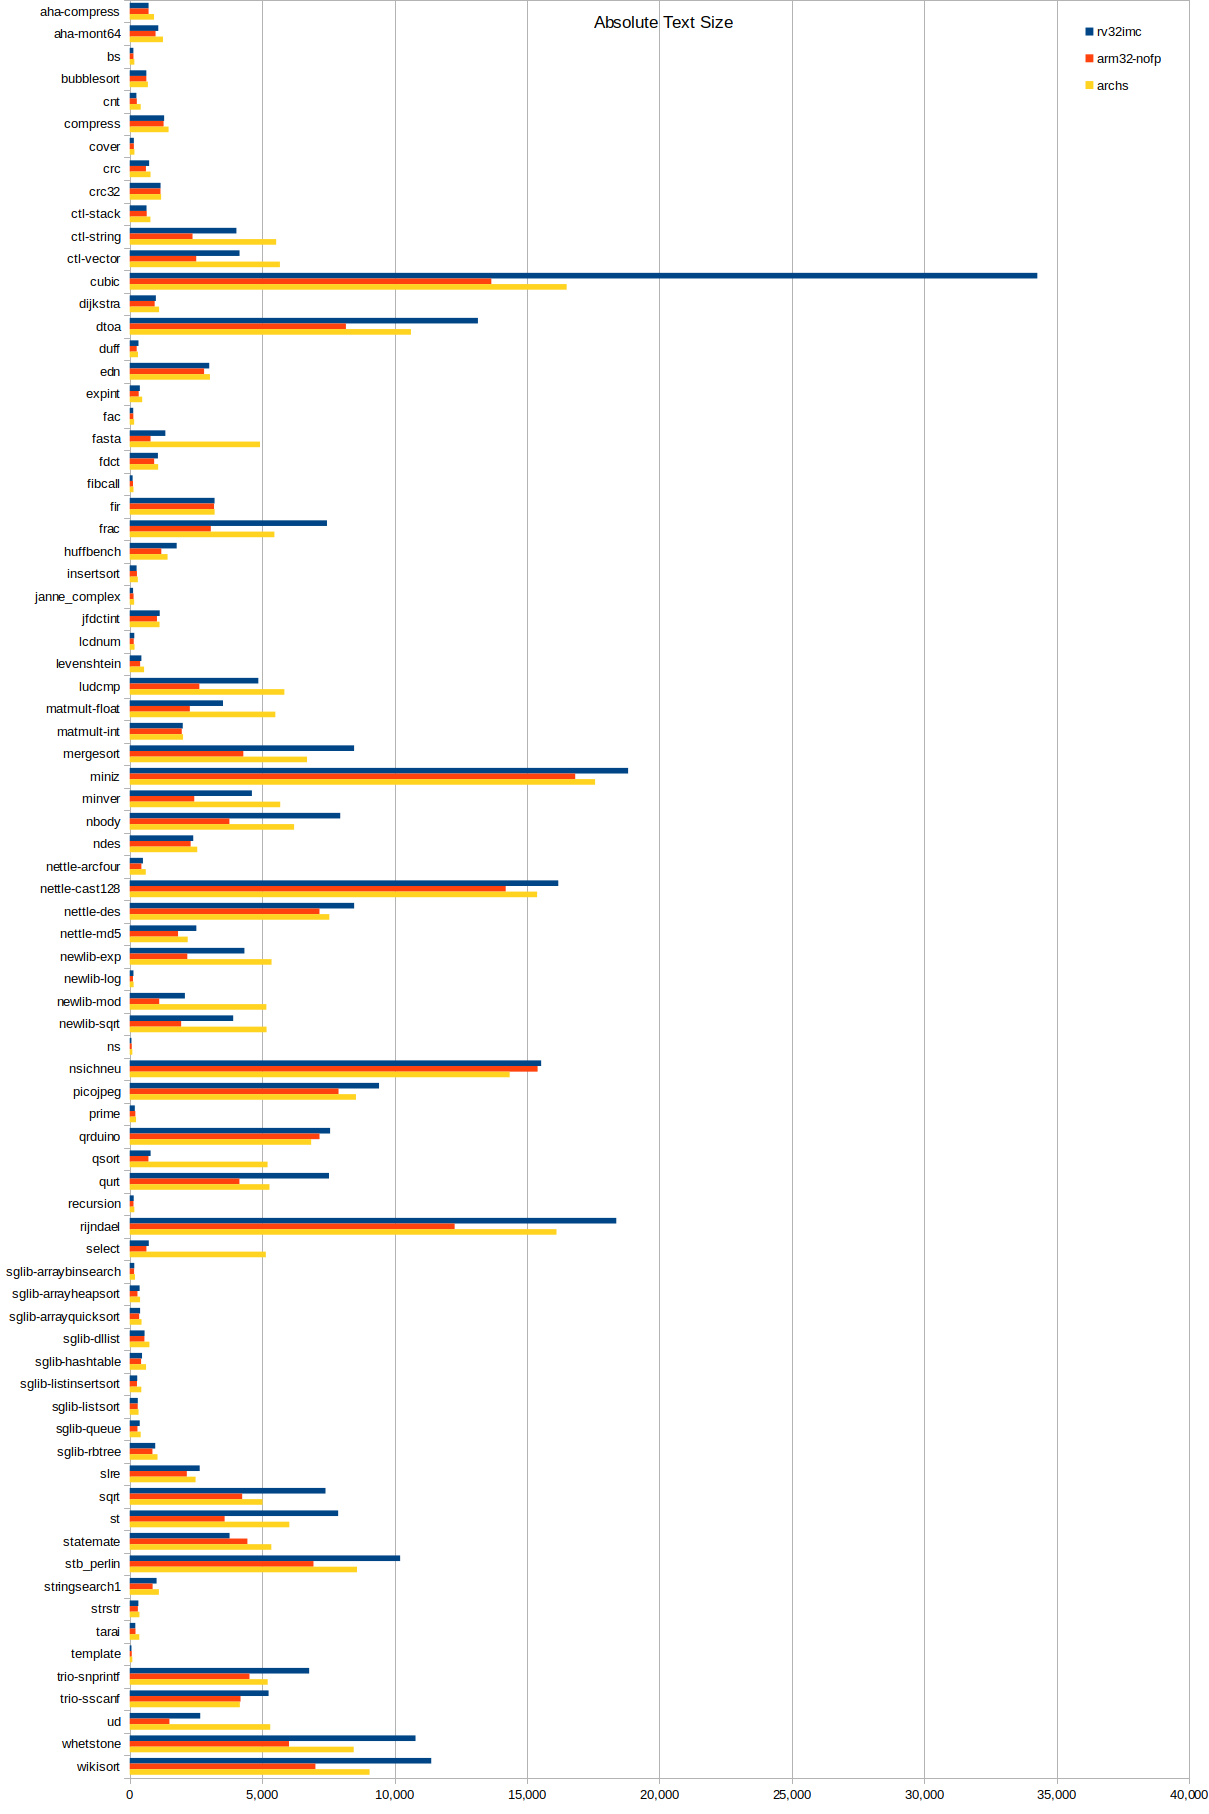 Absolute Text Size
rv32imc
arm32-nofp
archs
aha-compress
aha-mont64
bs
bubblesort
cnt
compress
cover
crc
crc32
ctl-stack
ctl-string
ctl-vector
cubic
dijkstra
dtoa
duff
edn
expint
fac
fasta
fdct
fibcall
fir
frac
huffbench
insertsort
janne_complex
jfdctint
lcdnum
levenshtein
ludcmp
matmult-float
matmult-int
mergesort
miniz
minver
nbody
ndes
nettle-arcfour
nettle-cast128
nettle-des
nettle-md5
newlib-exp
newlib-log
newlib-mod
newlib-sqrt
ns
nsichneu
picojpeg
prime
qrduino
qsort
qurt
recursion
rijndael
select
sglib-arraybinsearch
sglib-arrayheapsort
sglib-arrayquicksort
sglib-dllist
sglib-hashtable
sglib-listinsertsort
sglib-listsort
sglib-queue
sglib-rbtree
slre
sqrt
st
statemate
stb_perlin
stringsearch1
strstr
tarai
template
trio-snprintf
trio-sscanf
ud
whetstone
wikisort
0 5,000 10,000 15,000 20,000 25,000 30,000 35,000 40,000